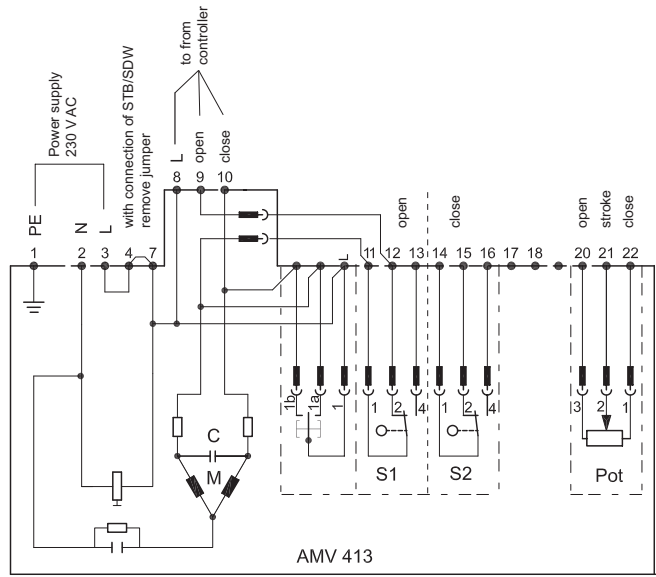 to from
controller
Power supply
230 V AC
with connection of STB/SDW
remove jumper
L
open
close
8 9 10
PE
N
L
1 2 3 4 7
L
11 12 13 14 15 16 17 18 20 21 22
open
close
open
stroke
close
1b 1a 1
1 2 4
1 2 4
3 2 1
C
M
S1
S2
Pot
AMV 413